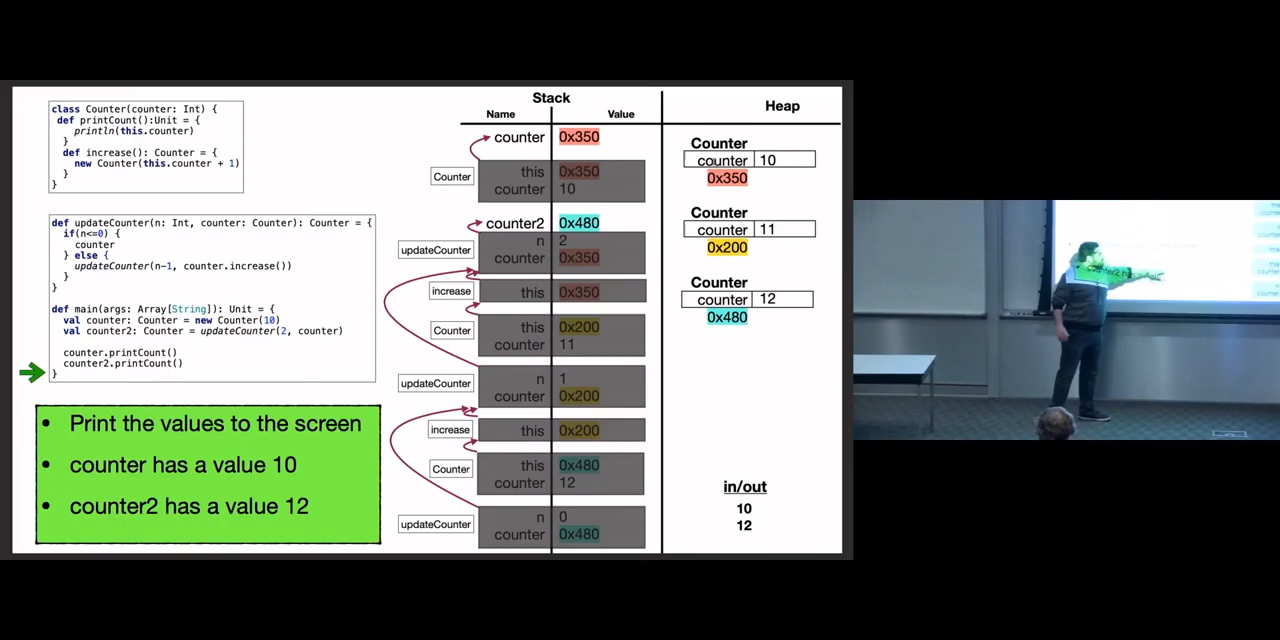 class Counter(counter: Int) {
def printCount():Unit = {
println(this.counter)
}
def increase(): Counter = {
new Counter(this.counter + 1)
}
}
def updateCounter(n: Int, counter: Counter): Counter = {
if(n<=0) {
counter
} else {
updateCounter(n-1, counter.increase())
}
}
def main(args: Array[String]): Unit = {
val counter: Counter = new Counter(10)
val counter2: Counter = updateCounter(2, counter)
counter.printCount()
counter2.printCount()
}
• Print the values to the screen
• counter has a value 10
• counter2 has a value 12
Stack
Name Value
counter 0x350
Counter
this 0x350
counter 10
counter2 0x480
updateCounter
n 2
counter 0x350
increase
this 0x350
Counter
this 0x200
counter 11
updateCounter
n 1
counter 0x200
increase
this 0x200
Counter
this 0x480
counter 12
updateCounter
n 0
counter 0x480
Heap
Counter
counter 10
0x350
Counter
counter 11
0x200
Counter
counter 12
0x480
in/out
10
12